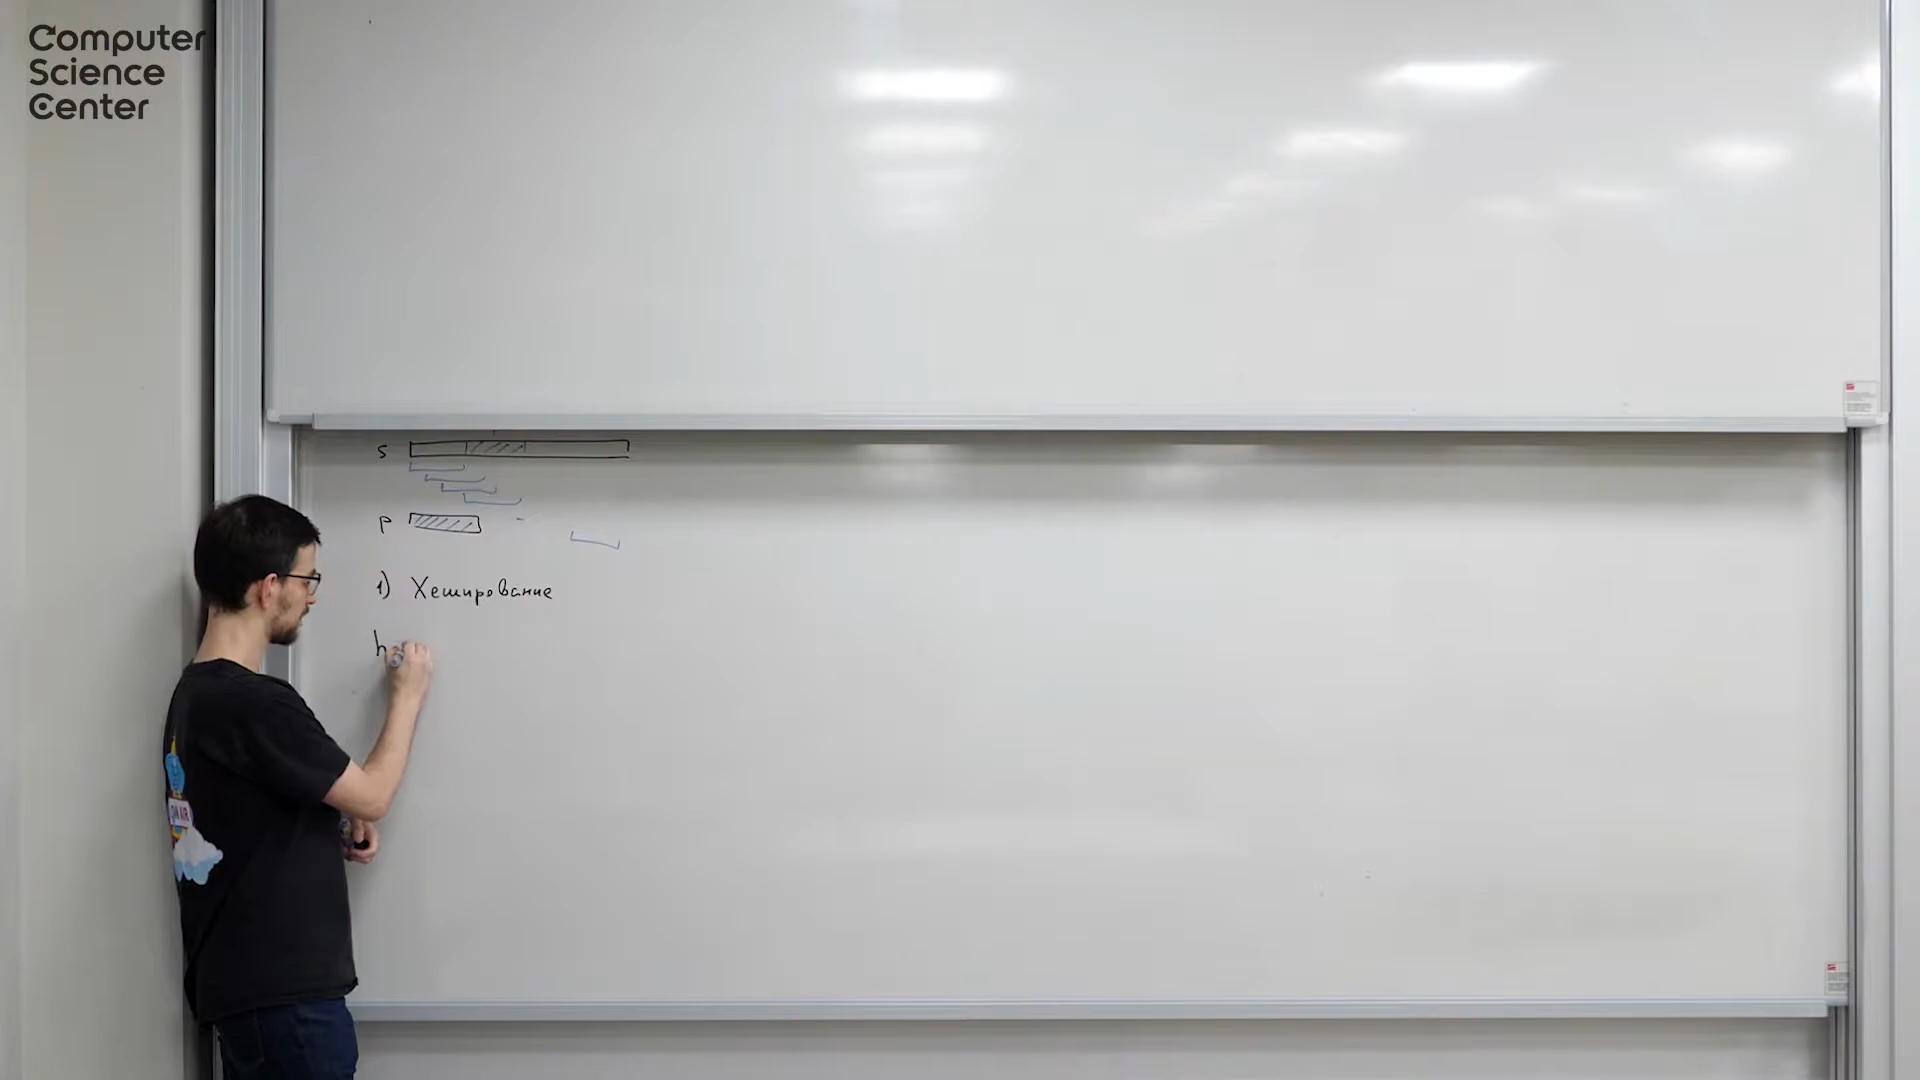 Computer
Science
Center
s
p
1) Хеширование
h